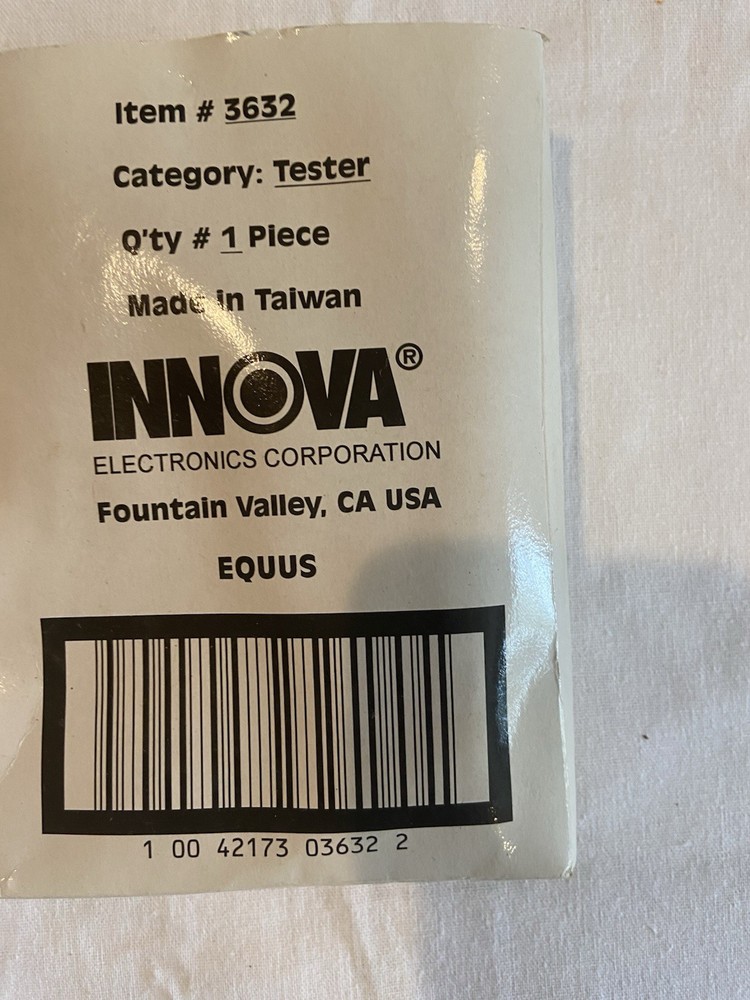 Item # 3632
Category: Tester
Q'ty # 1 Piece
Made in Taiwan
INNOVA®
ELECTRONICS CORPORATION
Fountain Valley, CA USA
EQUUS
1 00 42173 03632 2